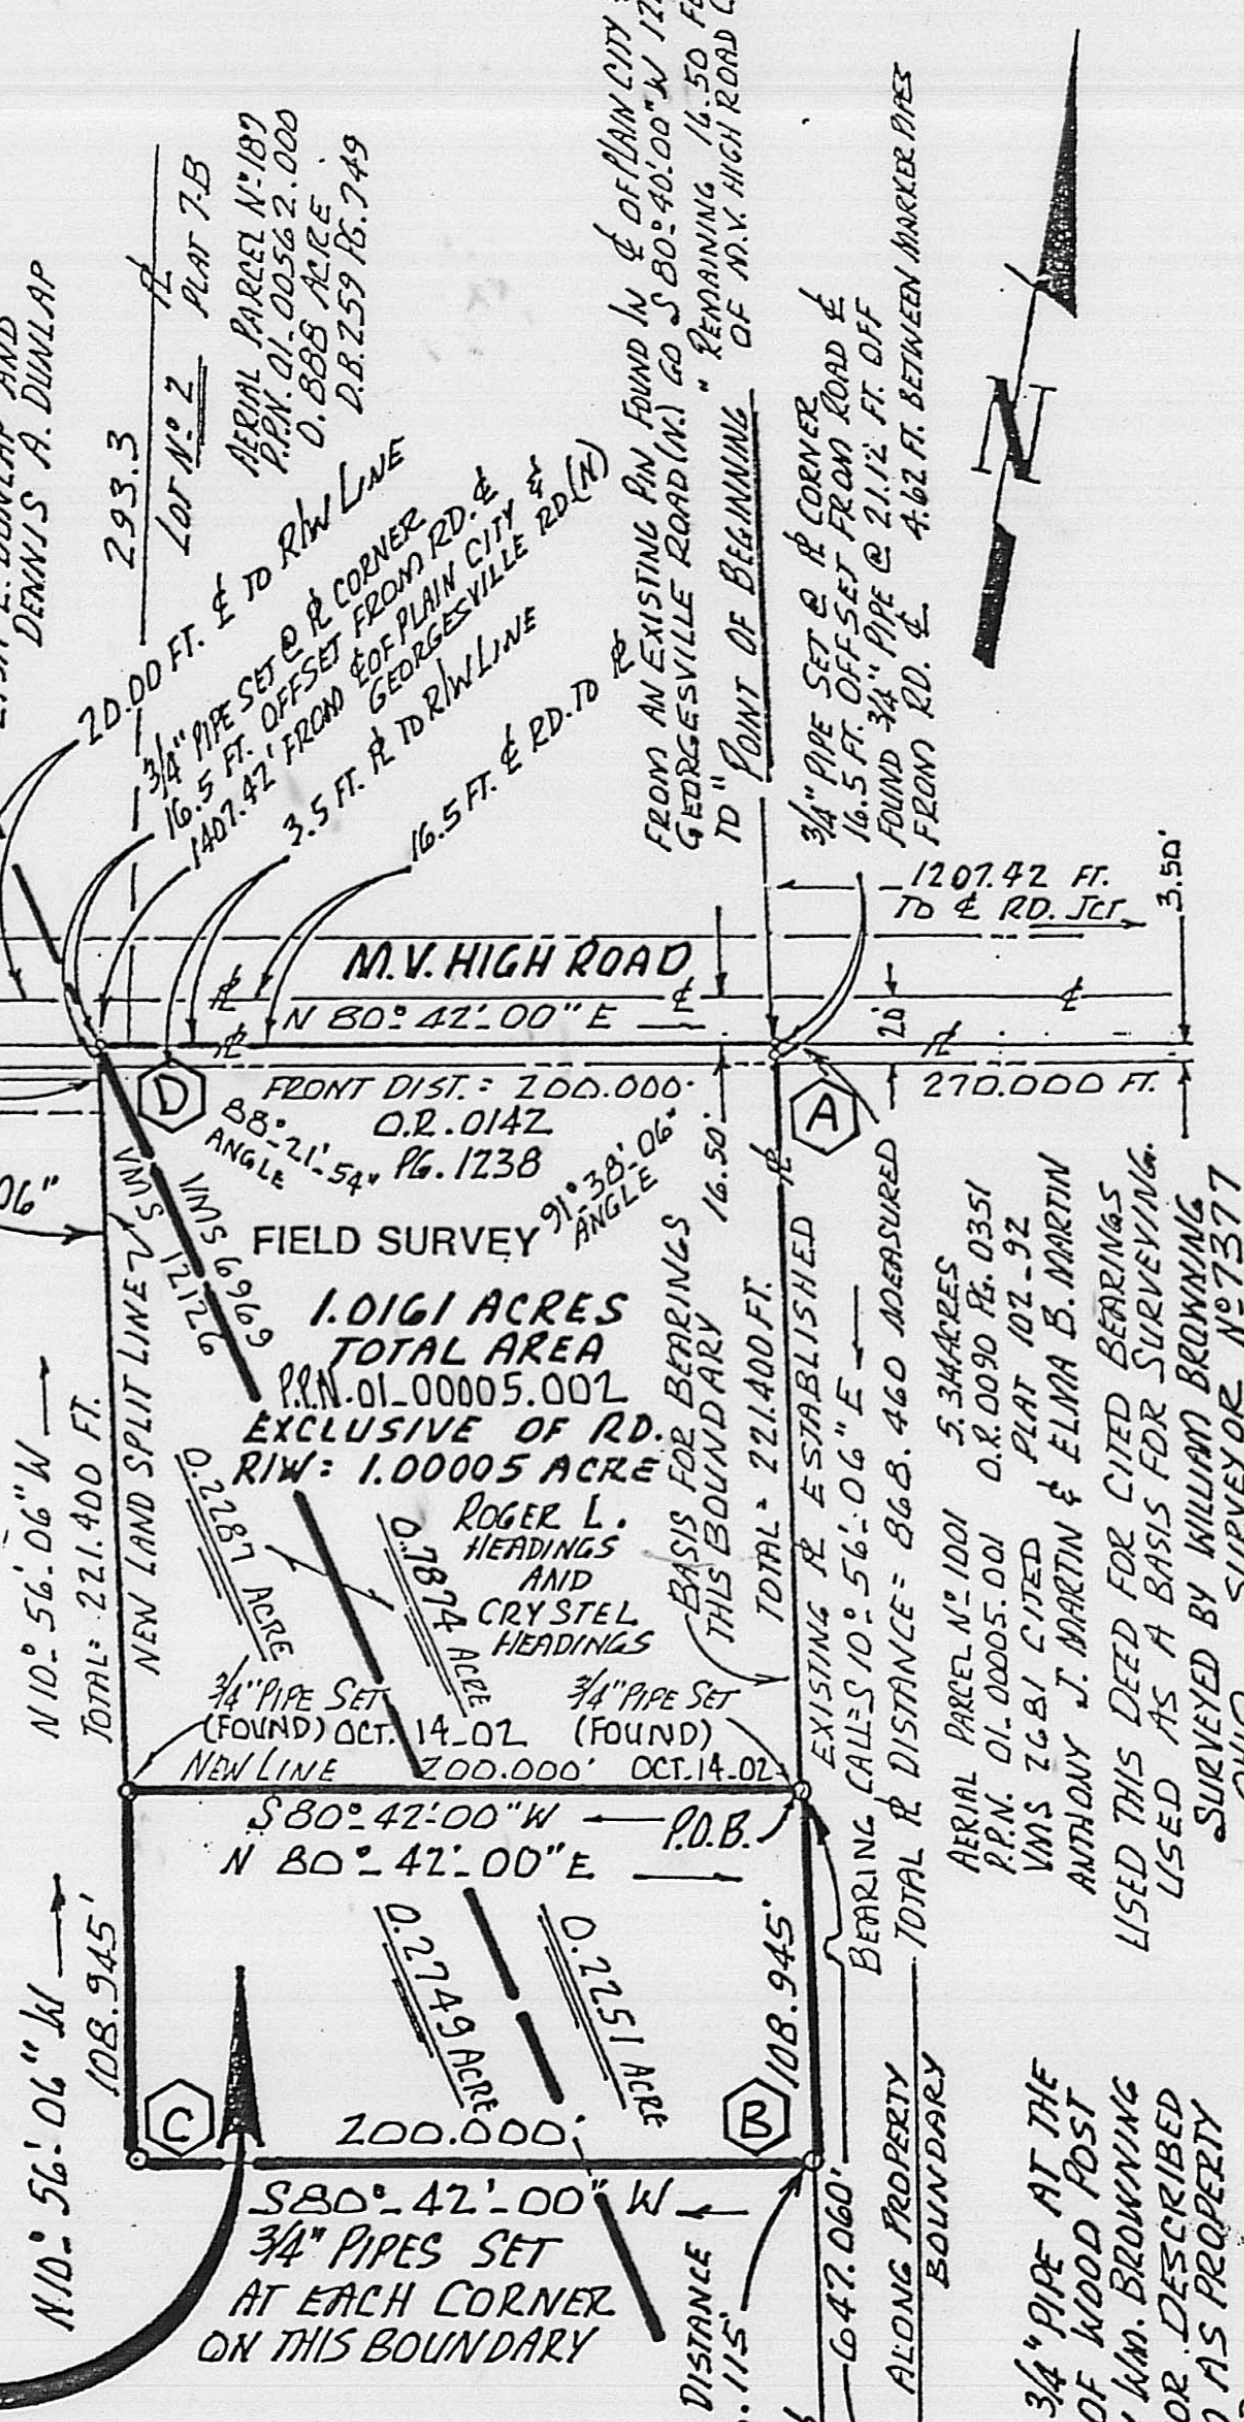 DENNIS A. DUNLAP
293.3 ⅊
LOT Nº 2 PLAT 7-B
AERIAL PARCEL Nº 187
P.P.N. 01-00562.000
0.888 ACRE
D.B. 259 PG. 749
20.00 FT. ℄ TO R/W LINE
3/4" PIPE SET @ ⅊ CORNER
16.5 FT. OFFSET FROM RD. ℄
1407.42' FROM ℄ OF PLAIN CITY &
GEORGESVILLE RD (N)
3.5 FT. ⅊ TO R/W LINE
16.5 FT. ℄ RD. TO ⅊
FROM AN EXISTING PIN FOUND IN ℄ OF PLAIN CITY
GEORGESVILLE ROAD (N.) GO S 80°-40'-00" W
" REMAINING 16.50
TO "POINT OF BEGINNING OF M.V. HIGH ROAD
3/4" PIPE SET @ ⅊ CORNER
16.5 FT. OFFSET FROM ROAD ℄
FOUND 3/4" PIPE @ 21.12 FT. OFF
FROM RD. ℄ 4.62 FT. BETWEEN MARKER PIPES
N
1207.42 FT.
TO ℄ RD. JCT.
3.50'
M.V. HIGH ROAD
⅊ ℄ ℄
N 80°-42'-00" E
20'
⅊ ⅊
D
FRONT DIST. = 200.000'
A
270.000 FT.
88°-21'-54"
ANGLE
O.R. 0142
PG. 1238
91°-38'-06"
ANGLE
16.50'
⅊
06"
VMS 12126
VMS 6969
FIELD SURVEY
1.0161 ACRES
TOTAL AREA
P.P.N. 01-00005.002
EXCLUSIVE OF RD.
R/W = 1.00005 ACRE
N 10°-56'-06" W
TOTAL = 221.400 FT.
NEW LAND SPLIT LINE
0.2287 ACRE
0.7874 ACRE
ROGER L.
HEADINGS
AND
CRYSTEL
HEADINGS
BASIS FOR BEARINGS
THIS BOUNDARY
TOTAL = 221.400 FT.
EXISTING ⅊ ESTABLISHED
BEARING CALL = S 10°-56'-06" E
TOTAL ⅊ DISTANCE = 868.460 MEASURED
AERIAL PARCEL Nº 1001 5.344 ACRES
P.P.N. 01-00005.001 O.R. 0090 PG. 0351
VMS 7681 CITED PLAT 102-92
ANTHONY J. MARTIN & ELMA B. MARTIN
USED THIS DEED FOR CITED BEARINGS
USED AS A BASIS FOR SURVEYING.
SURVEYED BY WILLIAM BROWNING
SURVEYOR Nº 7377
3/4" PIPE SET
(FOUND) OCT. 14-02
3/4" PIPE SET
(FOUND)
OCT. 14-02
NEW LINE 200.000'
S 80°-42'-00" W
P.O.B.
N 80°-42'-00" E
N 10°-56'-06" W
108.945'
0.2749 ACRE
0.2251 ACRE
108.945'
C
B
200.000'
S 80°-42'-00" W
3/4" PIPES SET
AT EACH CORNER
ON THIS BOUNDARY
DISTANCE
.115'
647.060'
ALONG PROPERTY
BOUNDARY
3/4" PIPE AT THE
OF WOOD POST
WM. BROWNING
OR DESCRIBED
AS PROPERTY